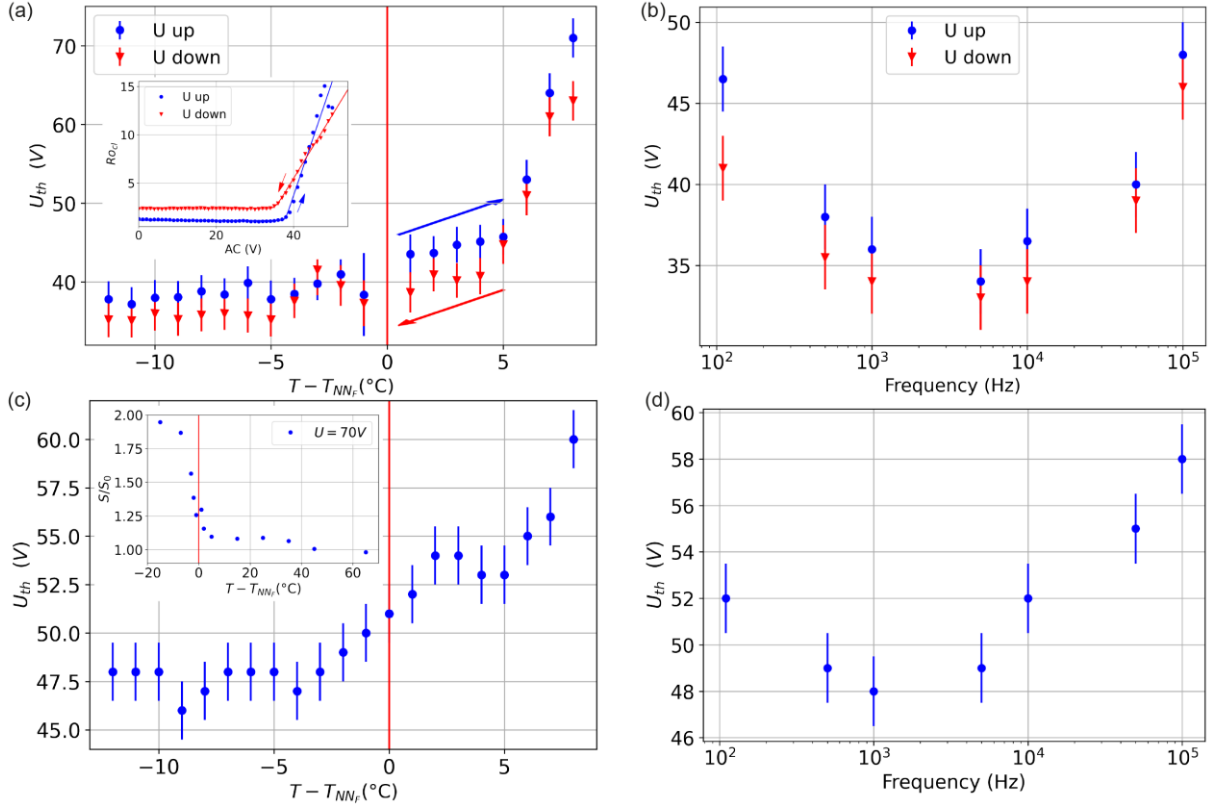 (a)
U up
U down
70
60
50
40
U_th (V)
−10
−5
0
5
T − T_NN_F (°C)
U up
U down
15
10
5
Ro_cl
0
20
40
AC (V)
(b)
U up
U down
50
45
40
35
U_th (V)
10^2
10^3
10^4
10^5
Frequency (Hz)
(c)
60.0
57.5
55.0
52.5
50.0
47.5
45.0
U_th (V)
−10
−5
0
5
T − T_NN_F (°C)
U = 70V
2.00
1.75
1.50
1.25
1.00
S/S_0
−20
0
20
40
60
T − T_NN_F (°C)
(d)
60
58
56
54
52
50
48
46
U_th (V)
10^2
10^3
10^4
10^5
Frequency (Hz)